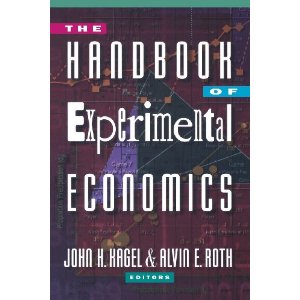 THE
HANDBOOK
OF
Experimental
ECONOMICS
JOHN H. KAGEL & ALVIN E. ROTH
EDITORS